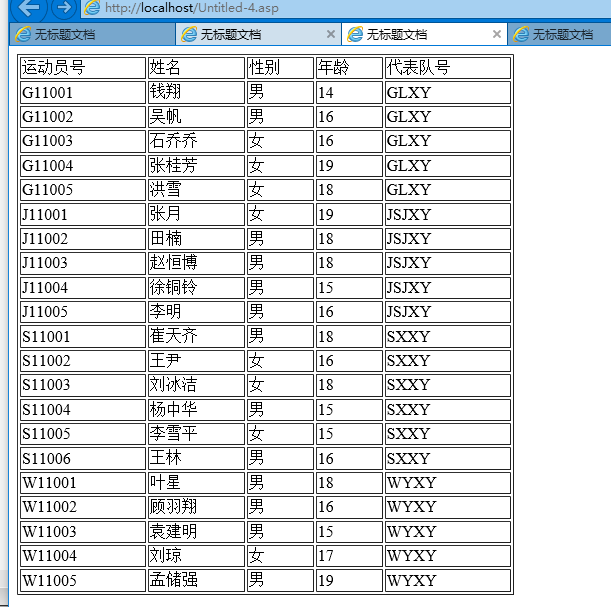 http://localhost/Untitled-4.asp
无标题文档 无标题文档 无标题文档 无标题文档
运动员号 姓名 性别 年龄 代表队号
G11001 钱翔 男 14 GLXY
G11002 吴帆 男 16 GLXY
G11003 石乔乔 女 16 GLXY
G11004 张桂芳 女 19 GLXY
G11005 洪雪 女 18 GLXY
J11001 张月 女 19 JSJXY
J11002 田楠 男 18 JSJXY
J11003 赵恒博 男 18 JSJXY
J11004 徐铜铃 男 15 JSJXY
J11005 李明 男 16 JSJXY
S11001 崔天齐 男 18 SXXY
S11002 王尹 女 16 SXXY
S11003 刘冰洁 女 18 SXXY
S11004 杨中华 男 15 SXXY
S11005 李雪平 女 15 SXXY
S11006 王林 男 16 SXXY
W11001 叶星 男 18 WYXY
W11002 顾羽翔 男 16 WYXY
W11003 袁建明 男 15 WYXY
W11004 刘琼 女 17 WYXY
W11005 孟储强 男 19 WYXY